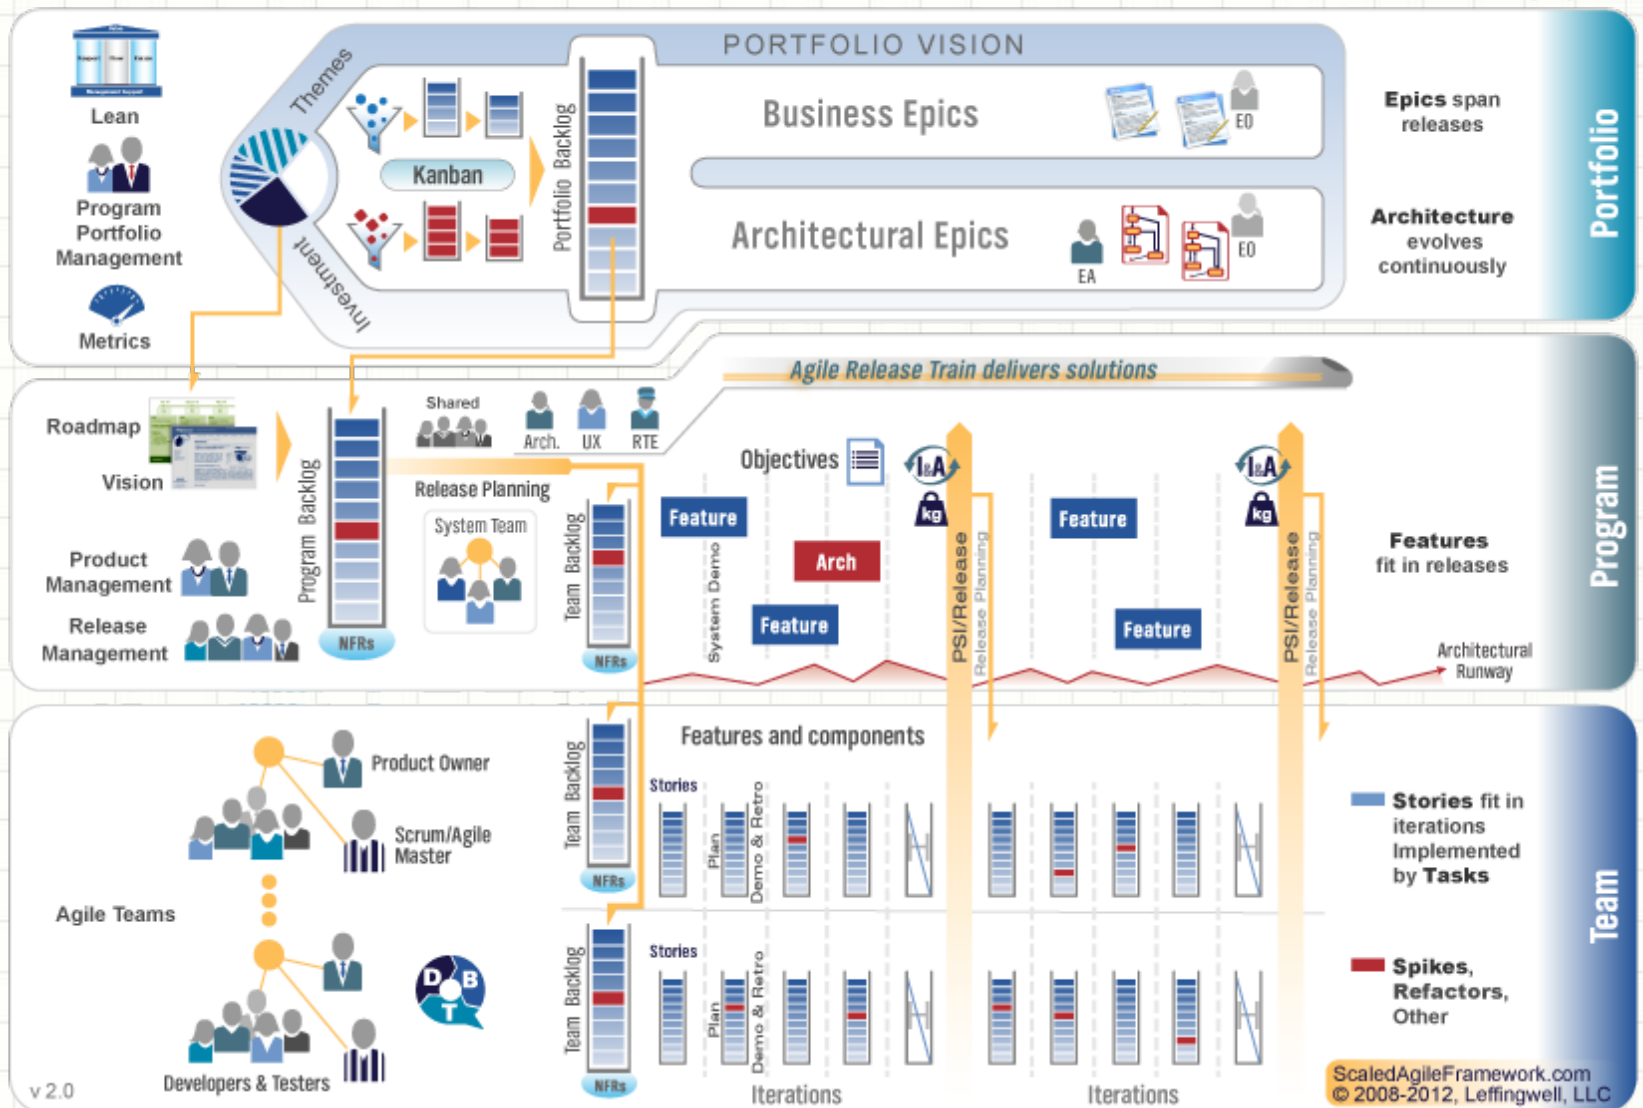 PORTFOLIO VISION
Lean
Program
Portfolio
Management
Metrics
Themes
Investment
Kanban
Portfolio Backlog
Business Epics
EO
Architectural Epics
EA
EO
Epics span
releases
Architecture
evolves
continuously
Portfolio
Agile Release Train delivers solutions
Roadmap
Vision
Product
Management
Release
Management
Program Backlog
NFRs
Shared
Arch.
UX
RTE
Release Planning
System Team
Team Backlog
NFRs
Objectives
I&A
kg
I&A
kg
Feature
Arch
Feature
System Demo
Feature
Feature
PSI/Release
Release Planning
PSI/Release
Release Planning
Architectural
Runway
Features
fit in releases
Program
Product Owner
Scrum/Agile
Master
Agile Teams
Developers & Testers
D
B
T
Features and components
Team Backlog
NFRs
Stories
Plan
Demo & Retro
H
H
Team Backlog
NFRs
Stories
Plan
Demo & Retro
H
H
Iterations
Iterations
Stories fit in
iterations
Implemented
by Tasks
Spikes,
Refactors,
Other
Team
v 2.0
ScaledAgileFramework.com
© 2008-2012, Leffingwell, LLC